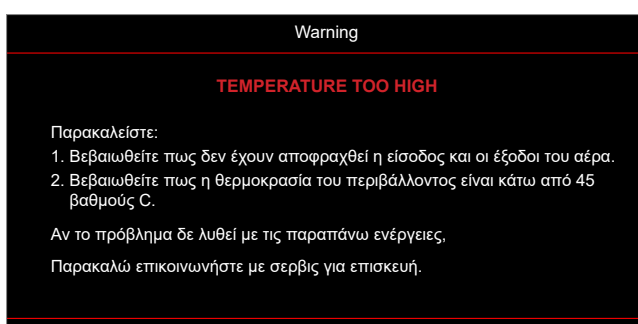 Warning
TEMPERATURE TOO HIGH
Παρακαλείστε:
1. Βεβαιωθείτε πως δεν έχουν αποφραχθεί η είσοδος και οι έξοδοι του αέρα.
2. Βεβαιωθείτε πως η θερμοκρασία του περιβάλλοντος είναι κάτω από 45
βαθμούς C.
Αν το πρόβλημα δε λυθεί με τις παραπάνω ενέργειες,
Παρακαλώ επικοινωνήστε με σερβις για επισκευή.